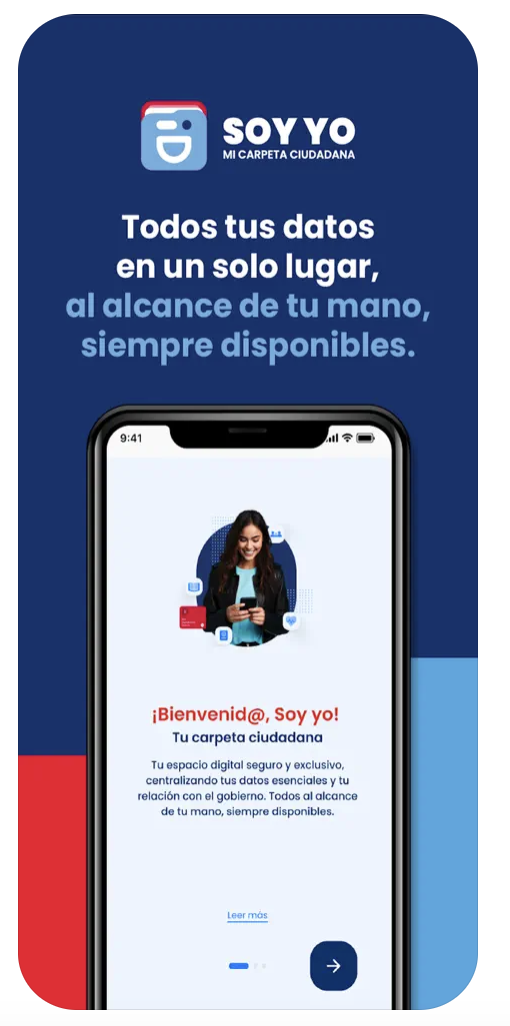 SOY YO
MI CARPETA CIUDADANA
Todos tus datos
en un solo lugar,
al alcance de tu mano,
siempre disponibles.
9:41
¡Bienvenid@, Soy yo!
Tu carpeta ciudadana
Tu espacio digital seguro y exclusivo,
centralizando tus datos esenciales y tu
relación con el gobierno. Todos al alcance
de tu mano, siempre disponibles.
Leer más